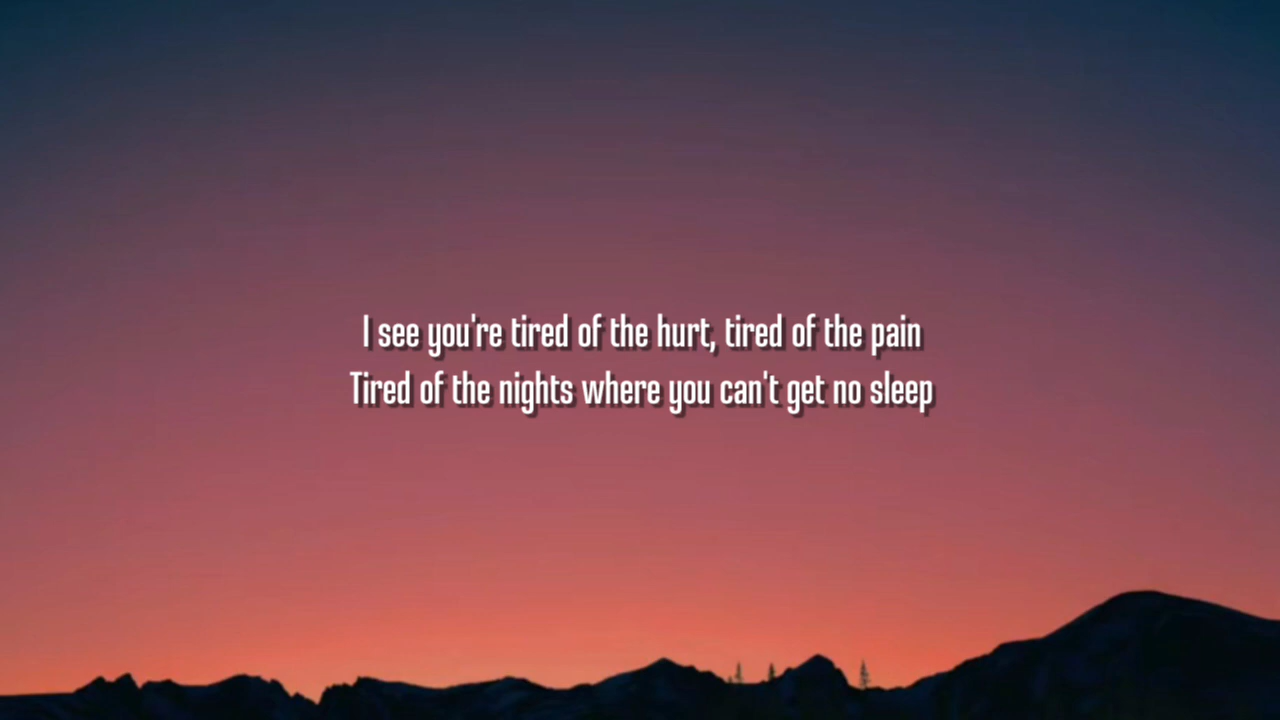 I see you're tired of the hurt, tired of the pain
Tired of the nights where you can't get no sleep